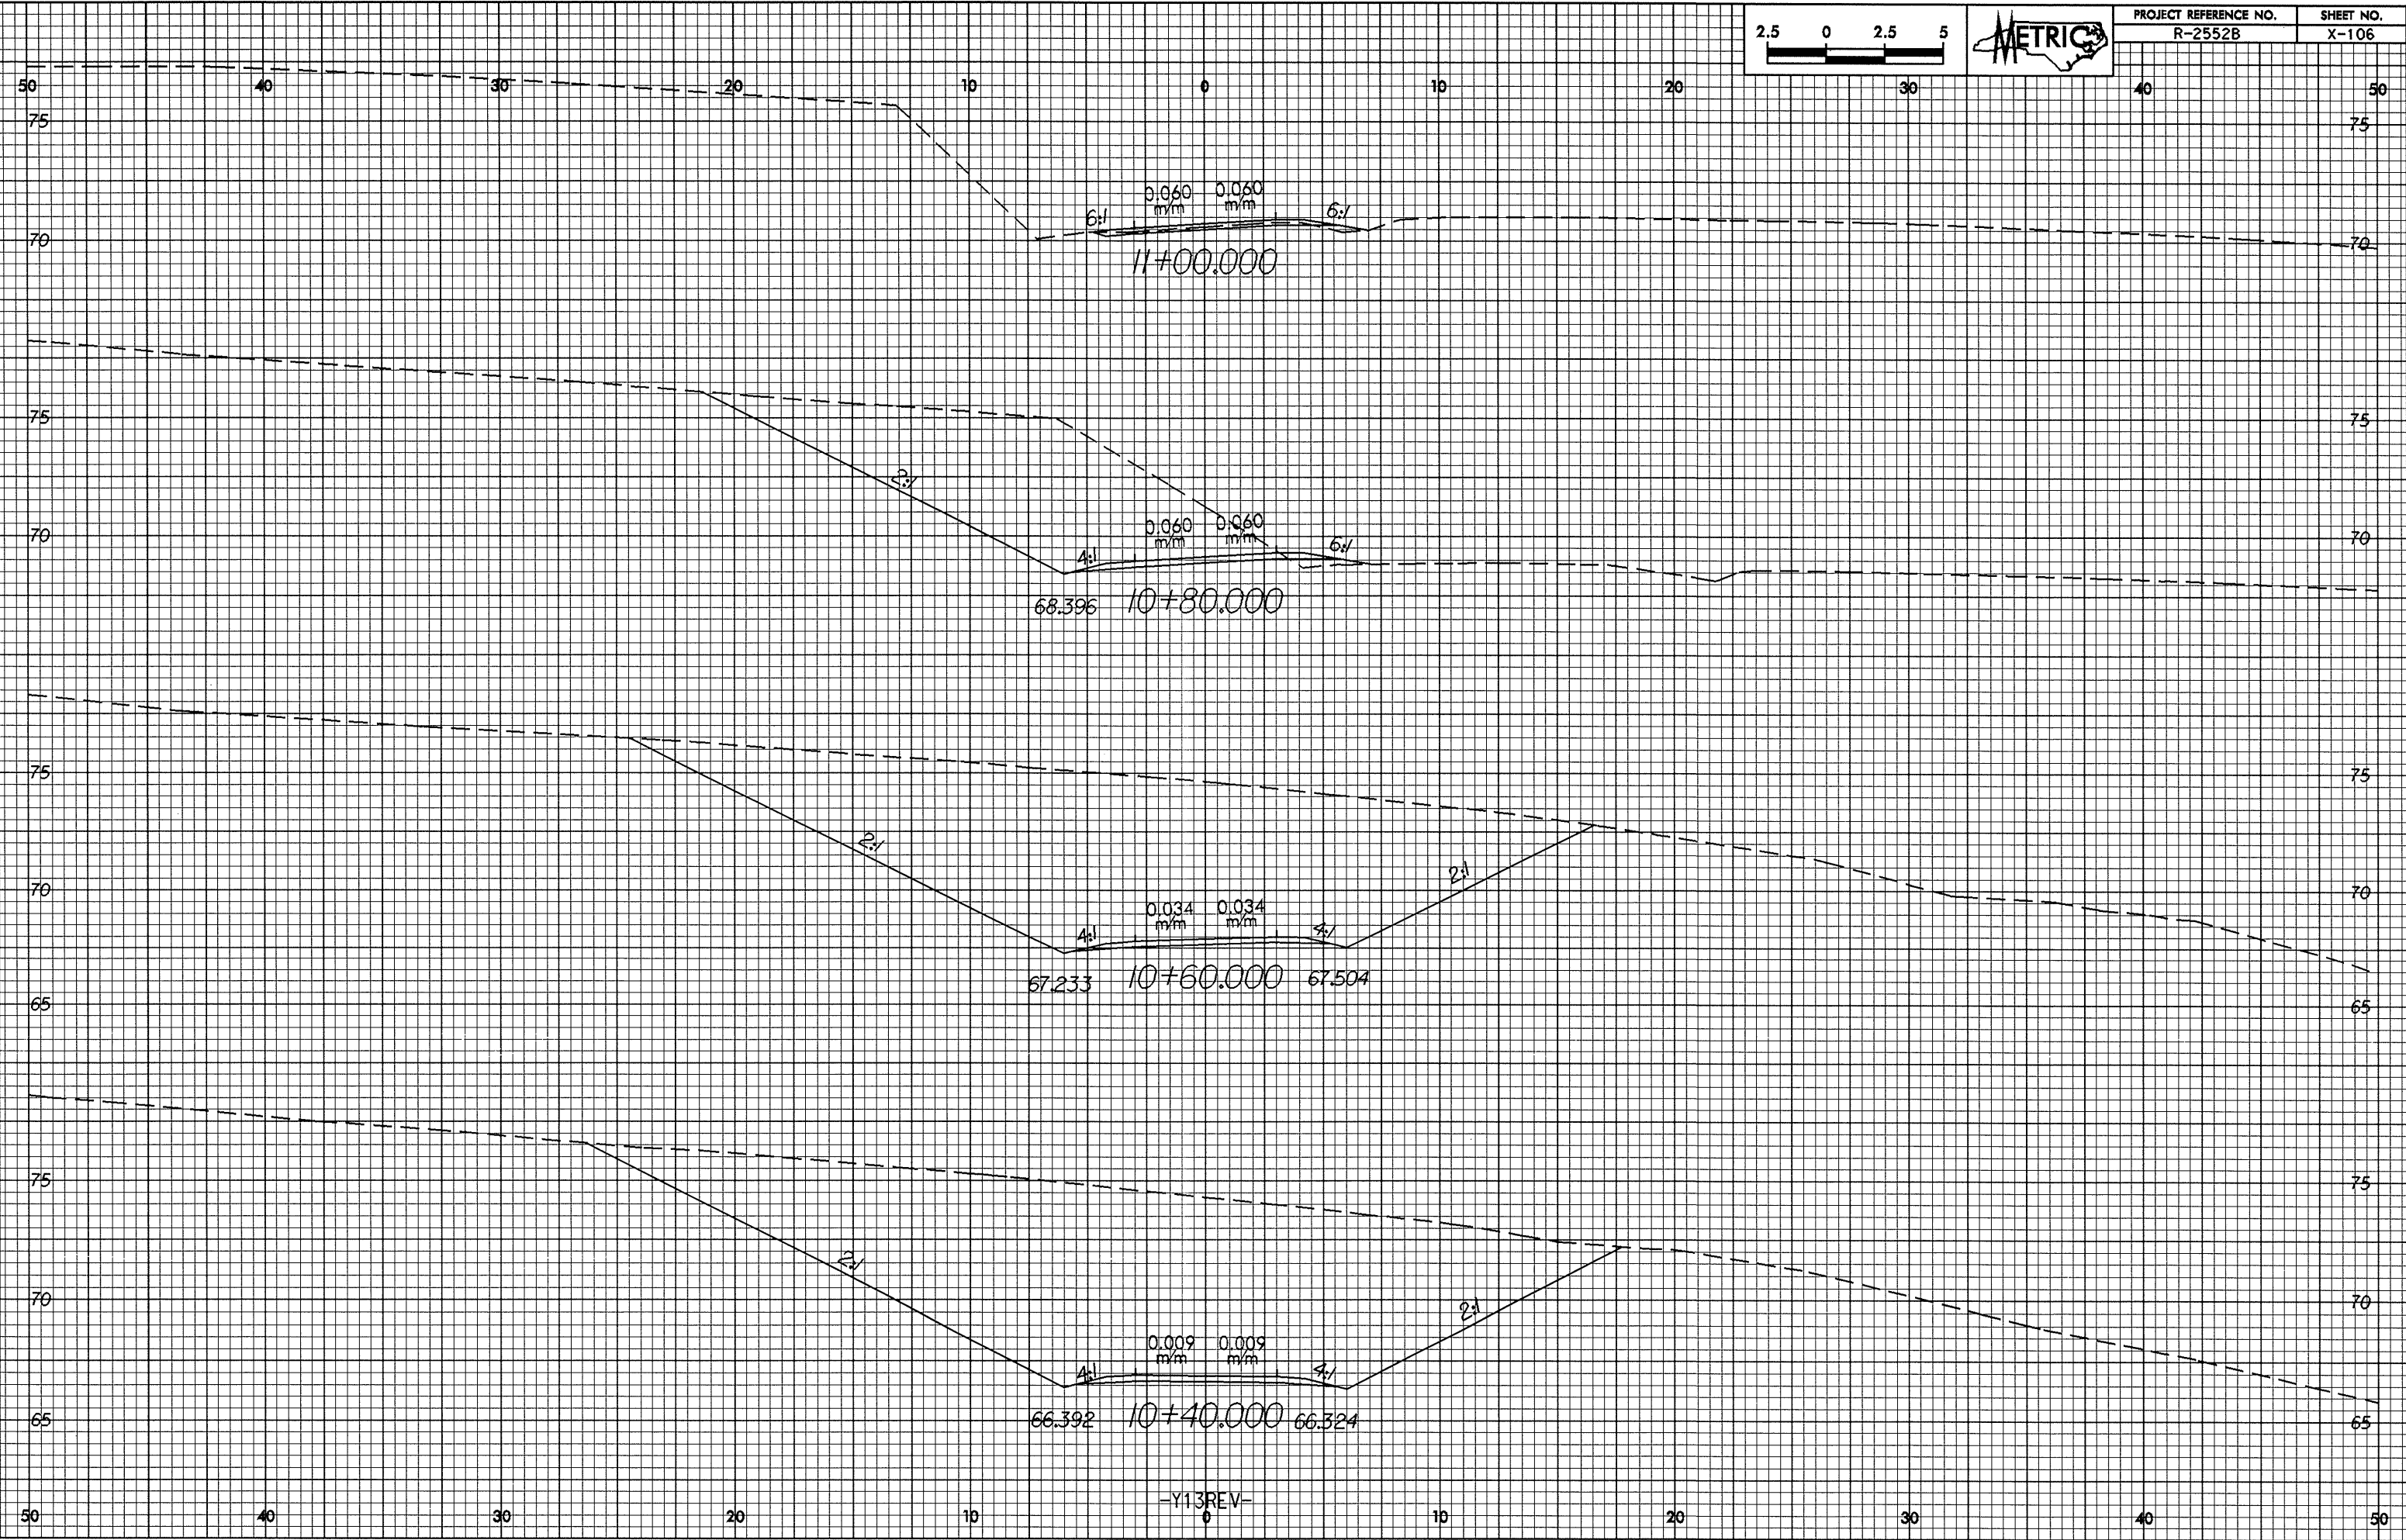 PROJECT REFERENCE NO. SHEET NO.
R-2552B X-106
2.5 0 2.5 5
METRIC
50 40 30 20 10 0 10 20 30 40 50
75 75
0.060 0.060
m/m m/m
6:1 6:1
70 70
11+00.000
75 75
2:1
0.060 0.060
m/m m/m
70 70
4:1 6:1
68.396 10+80.000
75 75
2:1
2:1
70 70
0.034 0.034
m/m m/m
4:1 4:1
67.233 10+60.000 67.504
65 65
75 75
2:1
70 70
2:1
0.009 0.009
m/m m/m
4:1 4:1
66.392 10+40.000 66.324
65 65
-Y13REV-
50 40 30 20 10 0 10 20 30 40 50